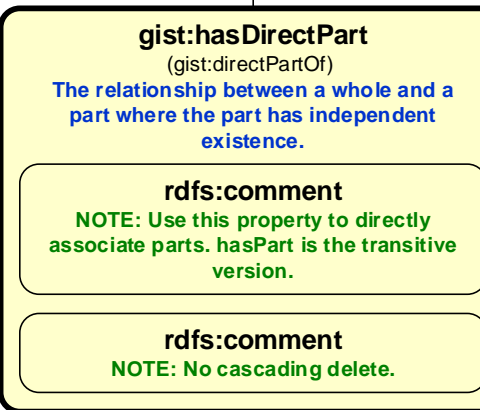 gist:hasDirectPart
(gist:directPartOf)
The relationship between a whole and a
part where the part has independent
existence.
rdfs:comment
NOTE: Use this property to directly
associate parts. hasPart is the transitive
version.
rdfs:comment
NOTE: No cascading delete.